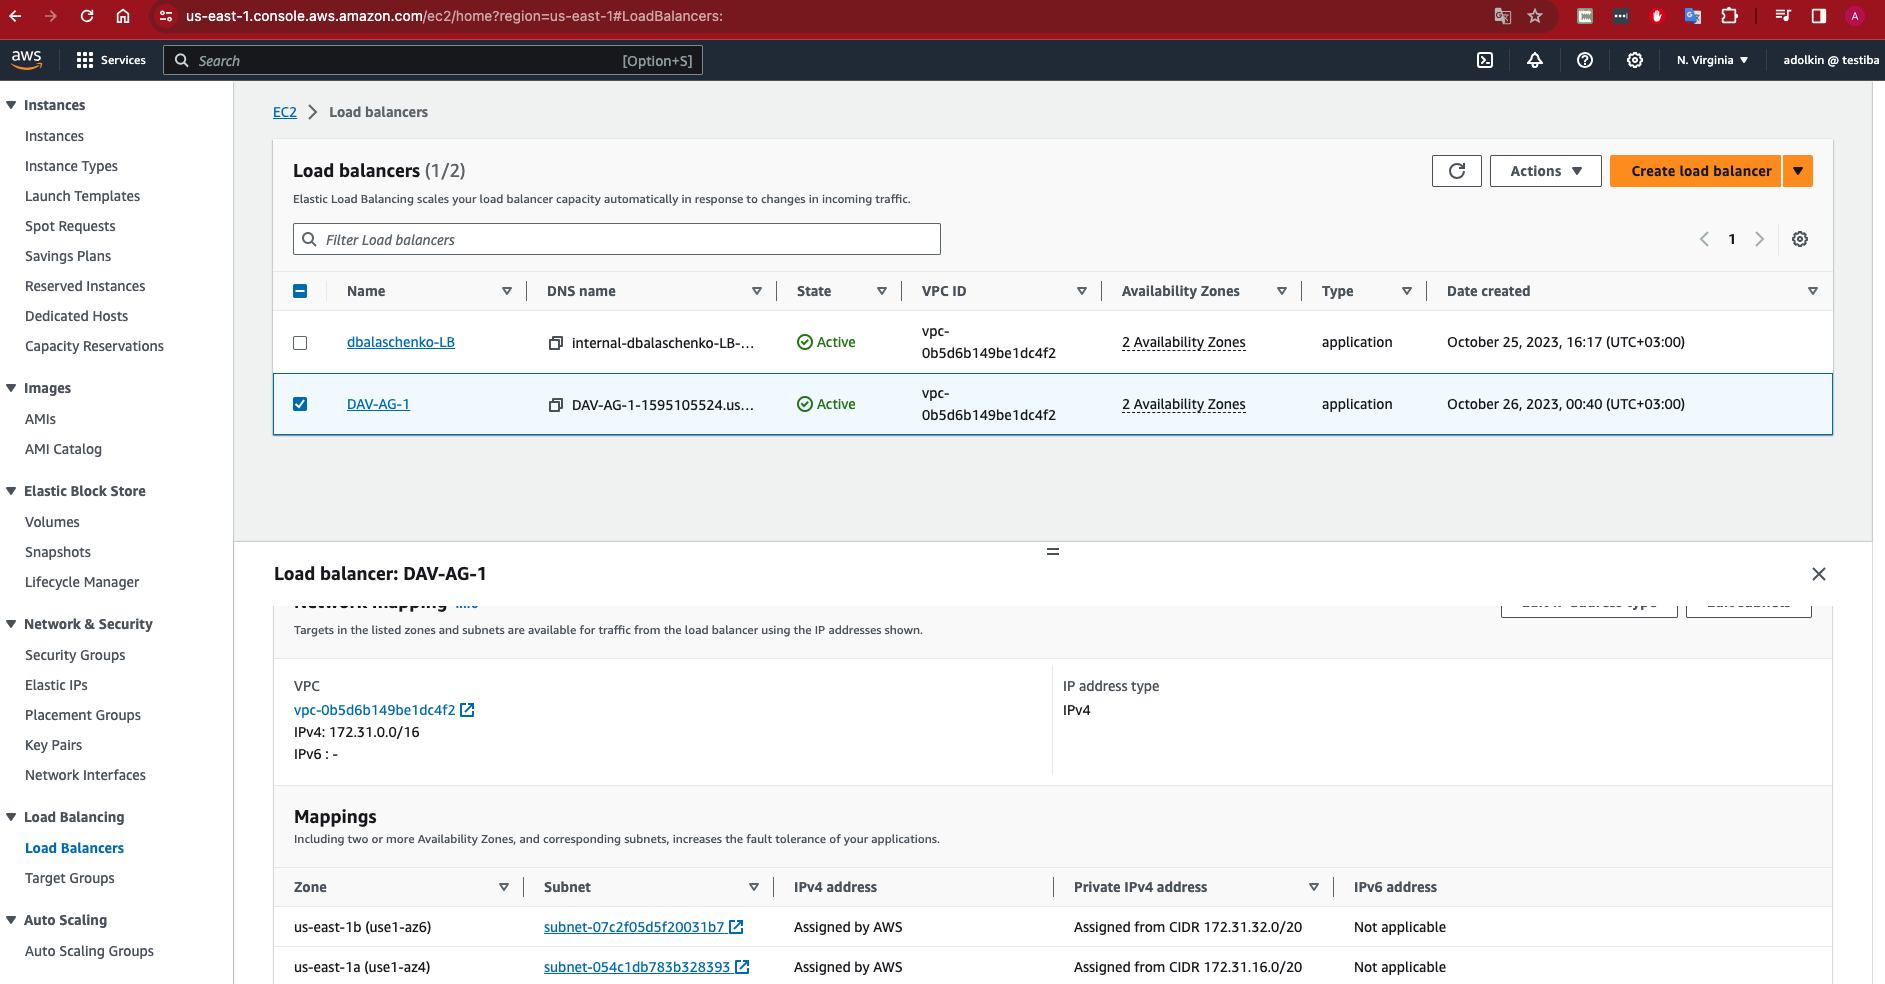 us-east-1.console.aws.amazon.com/ec2/home?region=us-east-1#LoadBalancers:
A
aws
Services
Search
[Option+S]
N. Virginia
adolkin @ testiba
Instances
Instances
Instance Types
Launch Templates
Spot Requests
Savings Plans
Reserved Instances
Dedicated Hosts
Capacity Reservations
Images
AMIs
AMI Catalog
Elastic Block Store
Volumes
Snapshots
Lifecycle Manager
Network & Security
Security Groups
Elastic IPs
Placement Groups
Key Pairs
Network Interfaces
Load Balancing
Load Balancers
Target Groups
Auto Scaling
Auto Scaling Groups
EC2 Load balancers
Load balancers (1/2)
Actions
Create load balancer
Elastic Load Balancing scales your load balancer capacity automatically in response to changes in incoming traffic.
Filter Load balancers
1
Name DNS name State VPC ID Availability Zones Type Date created
dbalaschenko-LB internal-dbalaschenko-LB-... Active vpc-0b5d6b149be1dc4f2 2 Availability Zones application October 25, 2023, 16:17 (UTC+03:00)
DAV-AG-1 DAV-AG-1-1595105524.us... Active vpc-0b5d6b149be1dc4f2 2 Availability Zones application October 26, 2023, 00:40 (UTC+03:00)
Load balancer: DAV-AG-1
Network mapping Info
Edit IP address type
Edit subnets
Targets in the listed zones and subnets are available for traffic from the load balancer using the IP addresses shown.
VPC
vpc-0b5d6b149be1dc4f2
IPv4: 172.31.0.0/16
IPv6 : -
IP address type
IPv4
Mappings
Including two or more Availability Zones, and corresponding subnets, increases the fault tolerance of your applications.
Zone Subnet IPv4 address Private IPv4 address IPv6 address
us-east-1b (use1-az6) subnet-07c2f05d5f20031b7 Assigned by AWS Assigned from CIDR 172.31.32.0/20 Not applicable
us-east-1a (use1-az4) subnet-054c1db783b328393 Assigned by AWS Assigned from CIDR 172.31.16.0/20 Not applicable